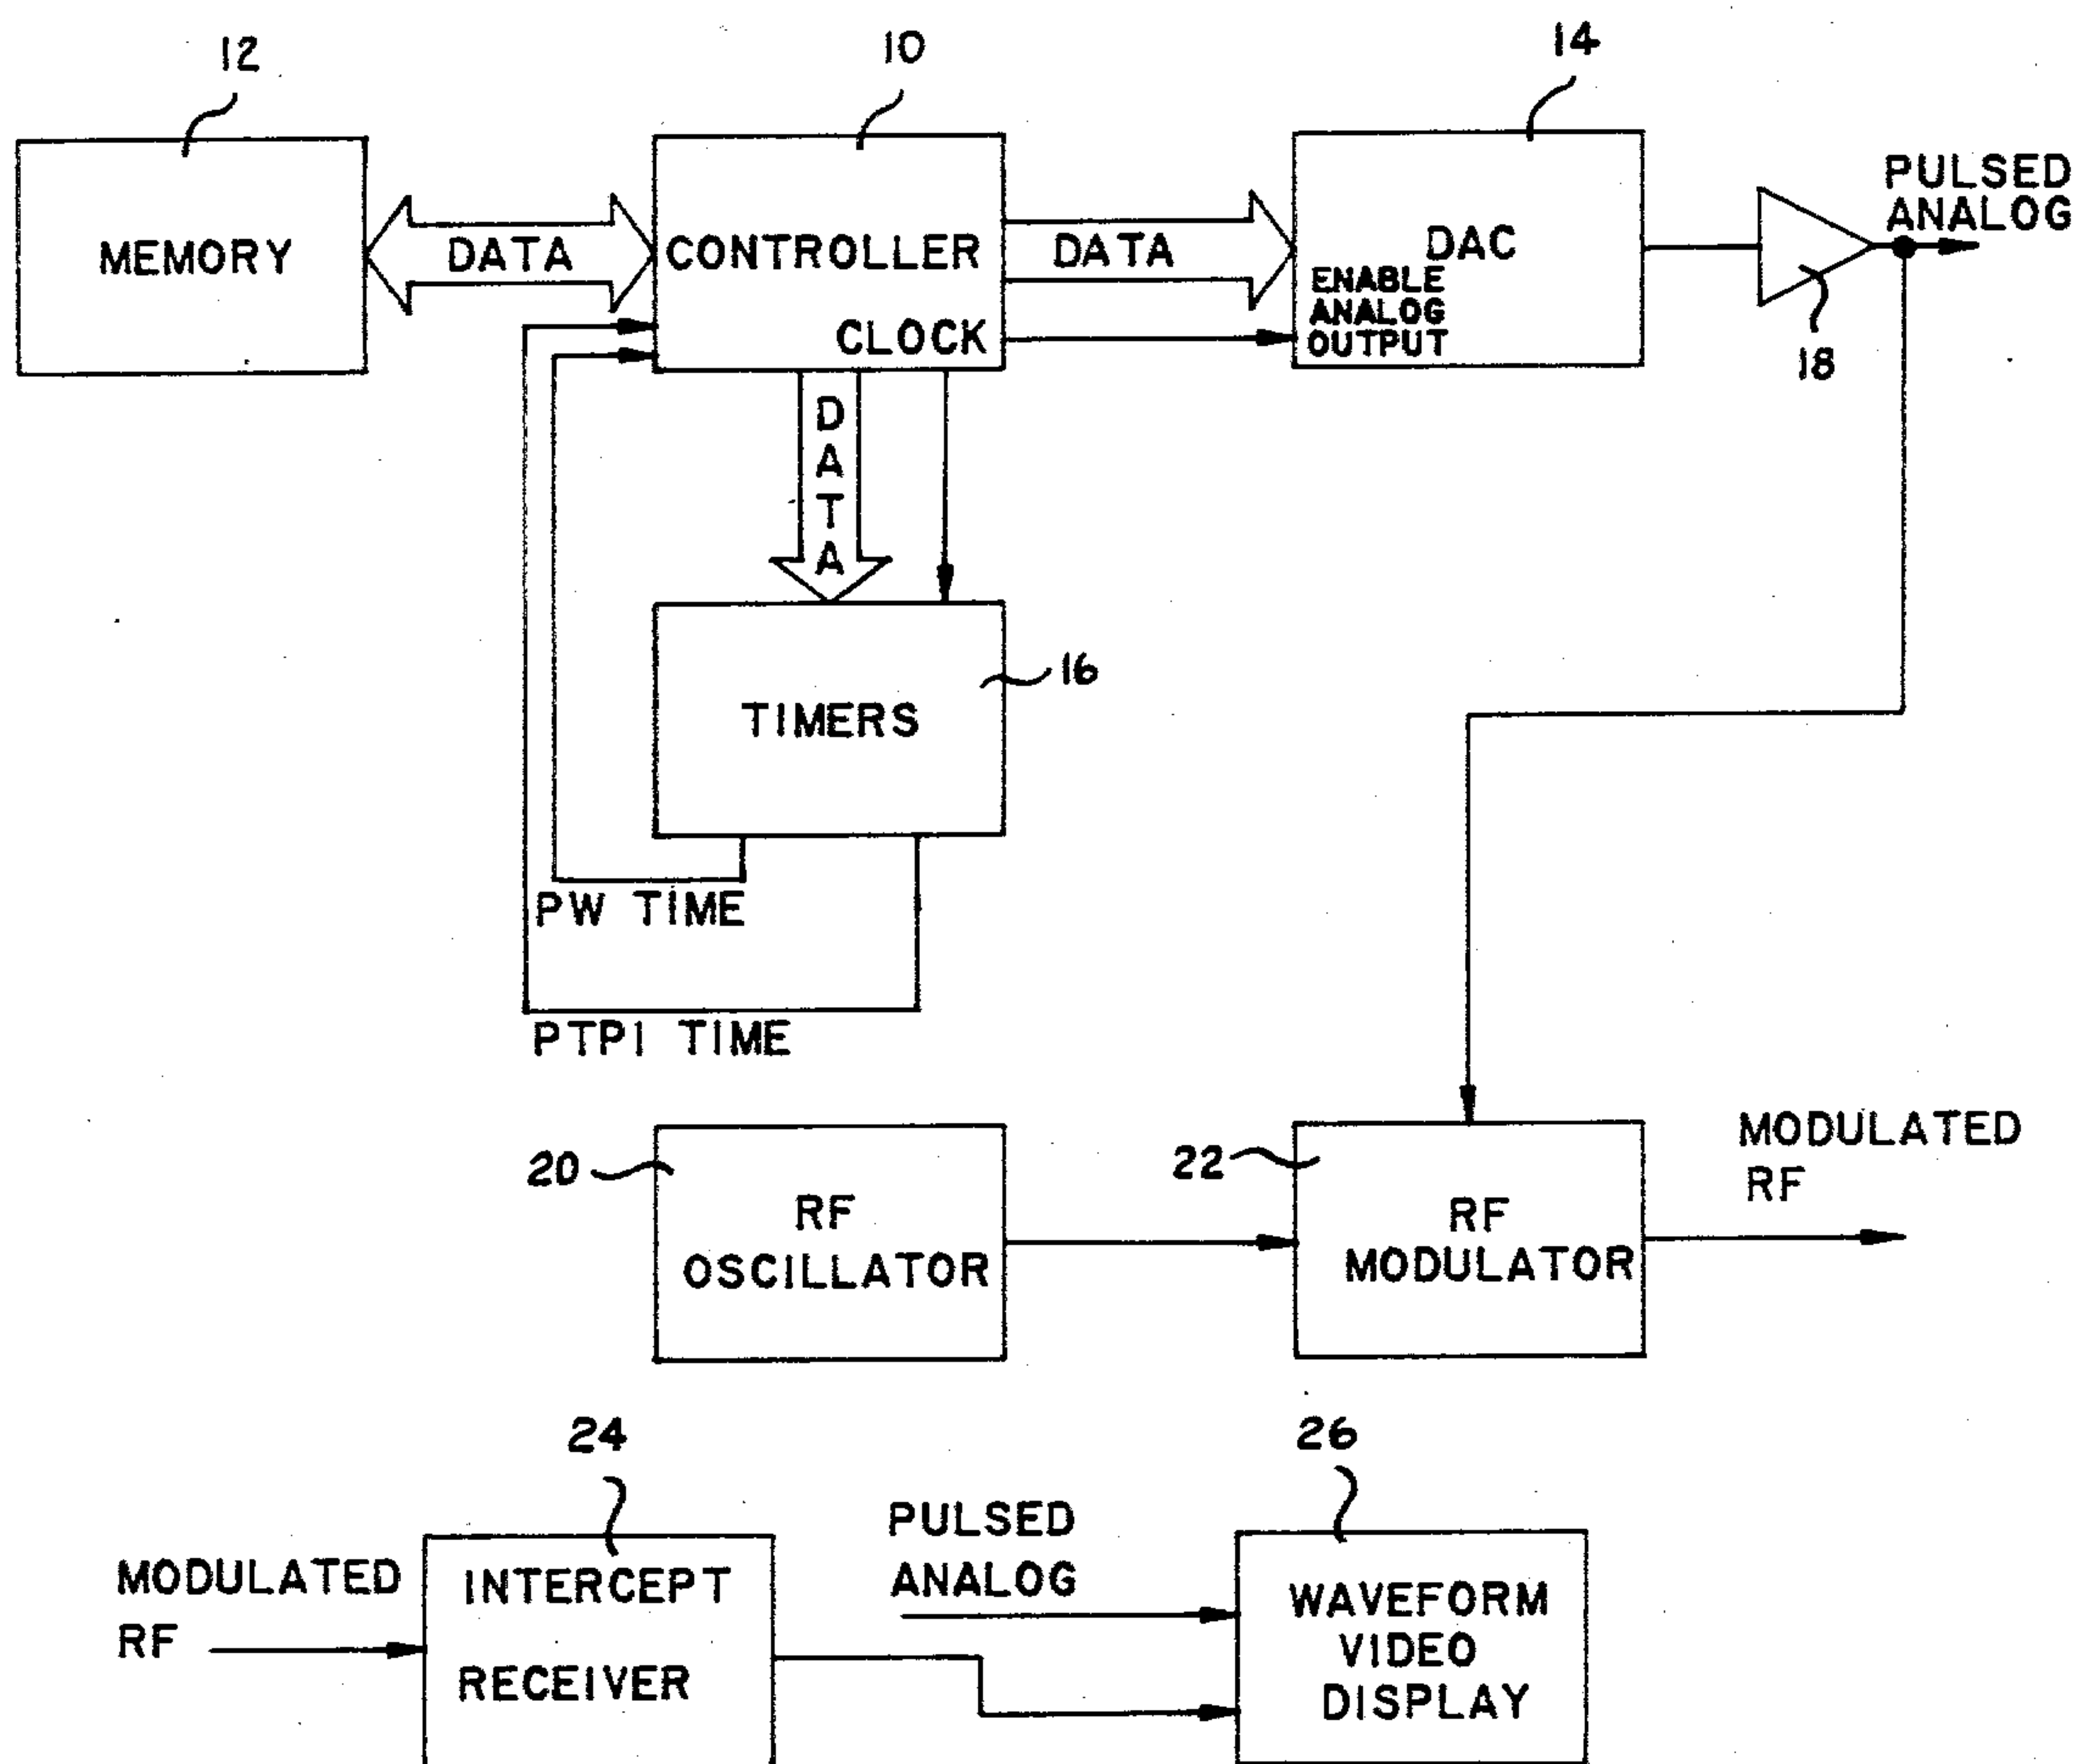 12
10
14
PULSED
ANALOG
MEMORY
DATA
CONTROLLER
DATA
DAC
ENABLE
ANALOG
OUTPUT
CLOCK
18
DATA
16
TIMERS
PW TIME
PTPI TIME
20
RF
OSCILLATOR
22
RF
MODULATOR
MODULATED
RF
24
26
MODULATED
RF
INTERCEPT
RECEIVER
PULSED
ANALOG
WAVEFORM
VIDEO
DISPLAY